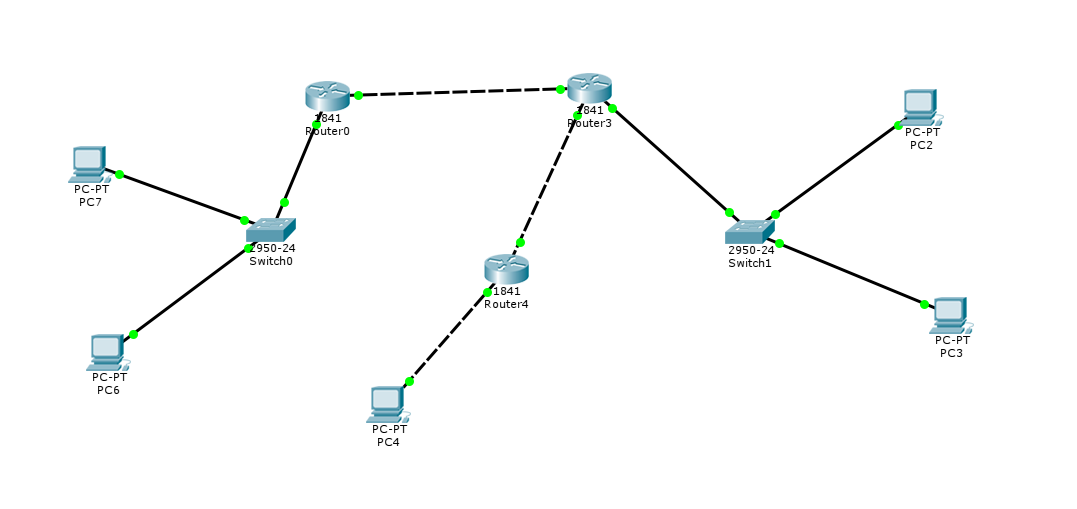 1841
Router0
1841
Router3
PC-PT
PC2
PC-PT
PC7
2950-24
Switch0
2950-24
Switch1
1841
Router4
PC-PT
PC3
PC-PT
PC6
PC-PT
PC4